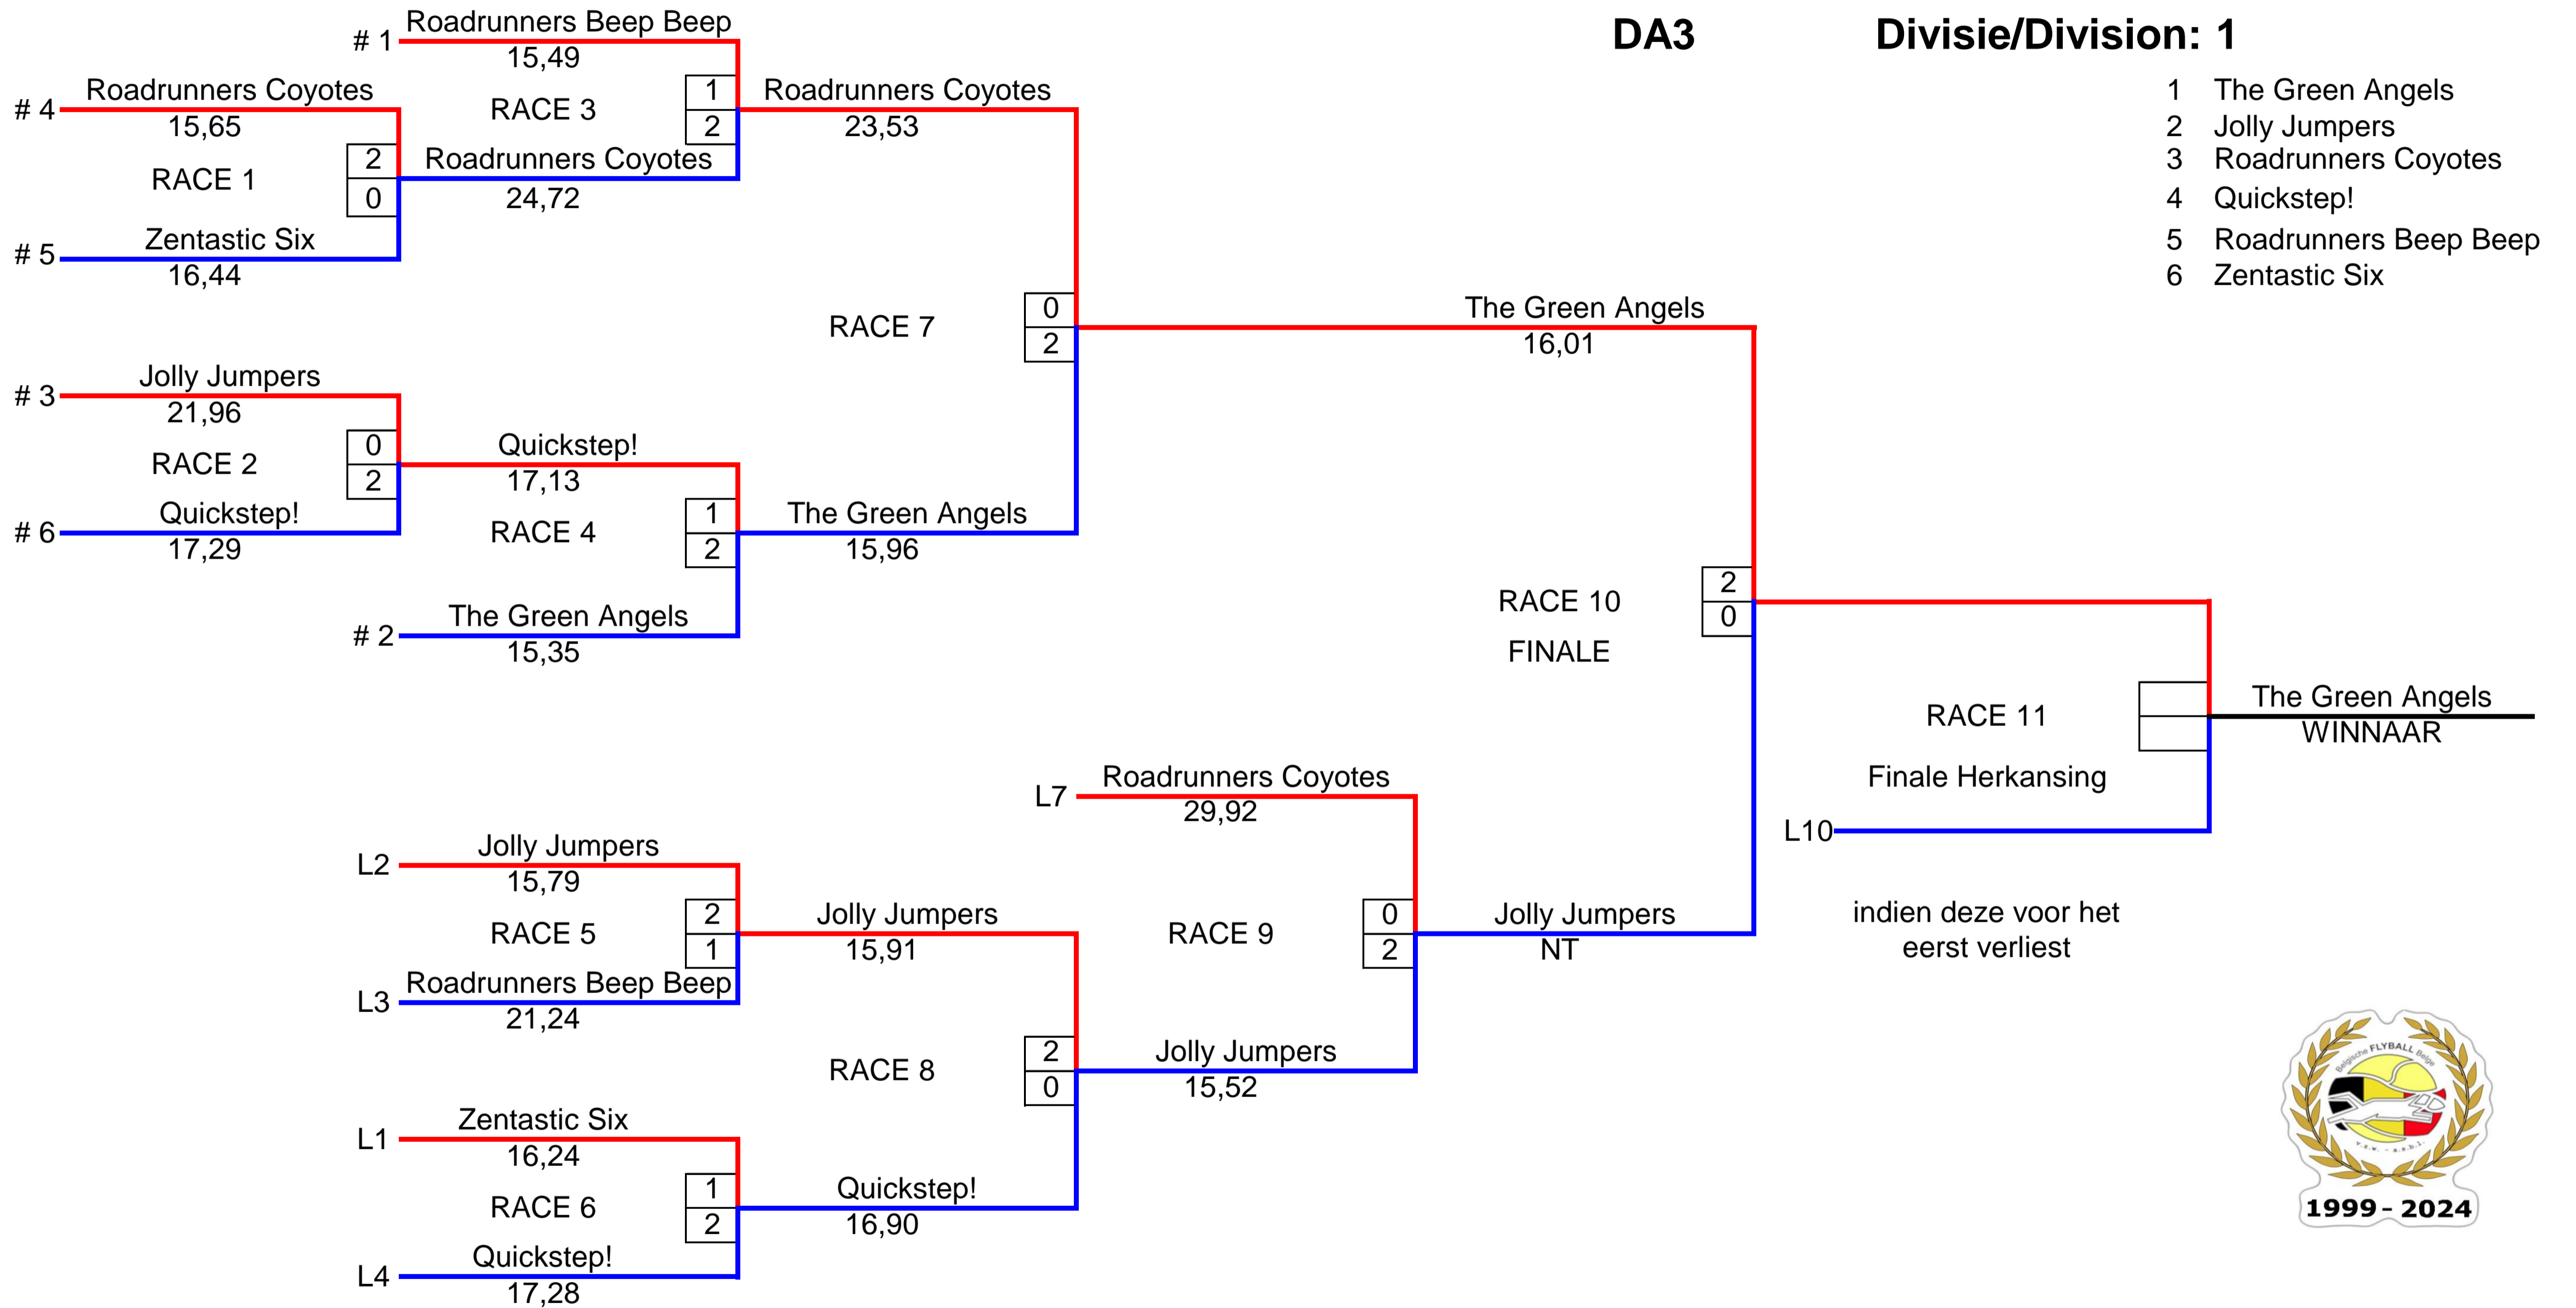 DA3
Divisie/Division: 1
1 The Green Angels
2 Jolly Jumpers
3 Roadrunners Coyotes
4 Quickstep!
5 Roadrunners Beep Beep
6 Zentastic Six
# 1
Roadrunners Beep Beep
15,49
# 4
Roadrunners Coyotes
15,65
RACE 1
2
0
# 5
Zentastic Six
16,44
RACE 3
1
2
Roadrunners Coyotes
24,72
# 3
Jolly Jumpers
21,96
RACE 2
0
2
# 6
Quickstep!
17,29
Quickstep!
17,13
RACE 4
1
2
# 2
The Green Angels
15,35
Roadrunners Coyotes
23,53
RACE 7
0
2
The Green Angels
15,96
L2
Jolly Jumpers
15,79
RACE 5
2
1
L3
Roadrunners Beep Beep
21,24
L1
Zentastic Six
16,24
RACE 6
1
2
L4
Quickstep!
17,28
Jolly Jumpers
15,91
RACE 8
2
0
Quickstep!
16,90
L7
Roadrunners Coyotes
29,92
RACE 9
0
2
Jolly Jumpers
15,52
The Green Angels
16,01
RACE 10
2
0
FINALE
Jolly Jumpers
NT
RACE 11
Finale Herkansing
L10
indien deze voor het
eerst verliest
The Green Angels
WINNAAR
Belgische FLYBALL Belge
v.z.w. - a.s.b.l.
1999 - 2024